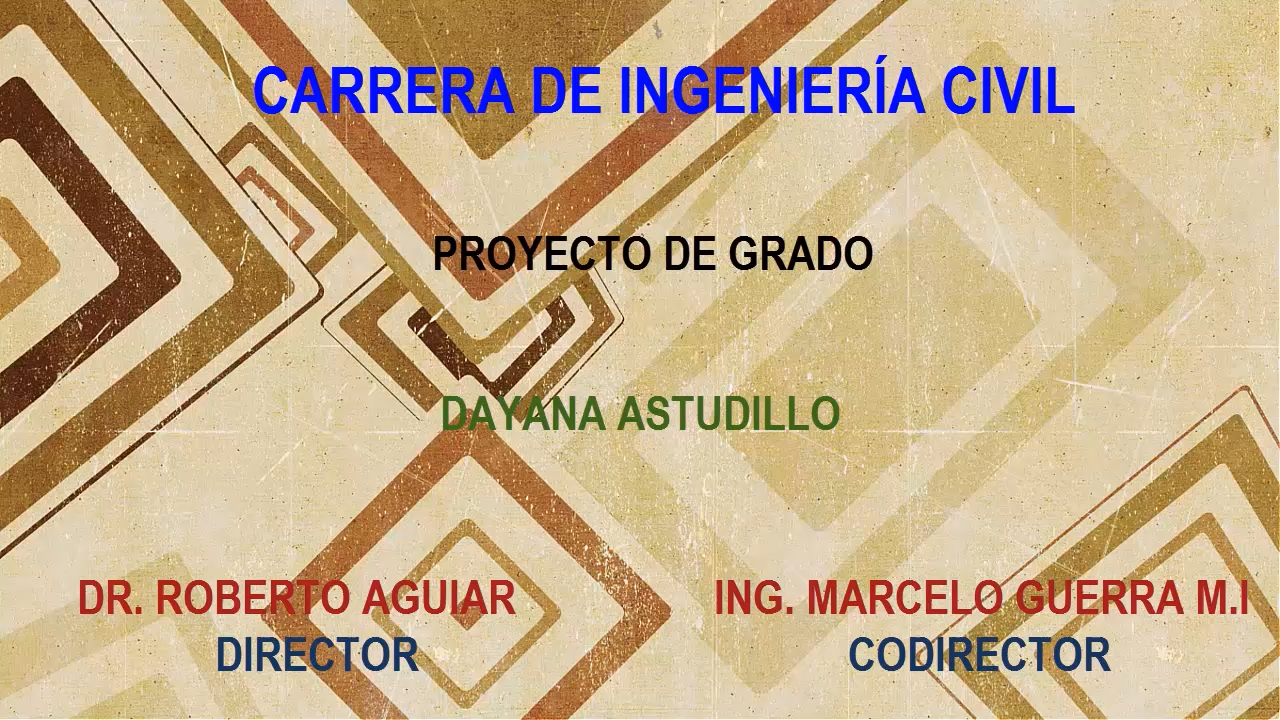 CARRERA DE INGENIERÍA CIVIL
PROYECTO DE GRADO
DAYANA ASTUDILLO
DR. ROBERTO AGUIAR
DIRECTOR
ING. MARCELO GUERRA M.I
CODIRECTOR